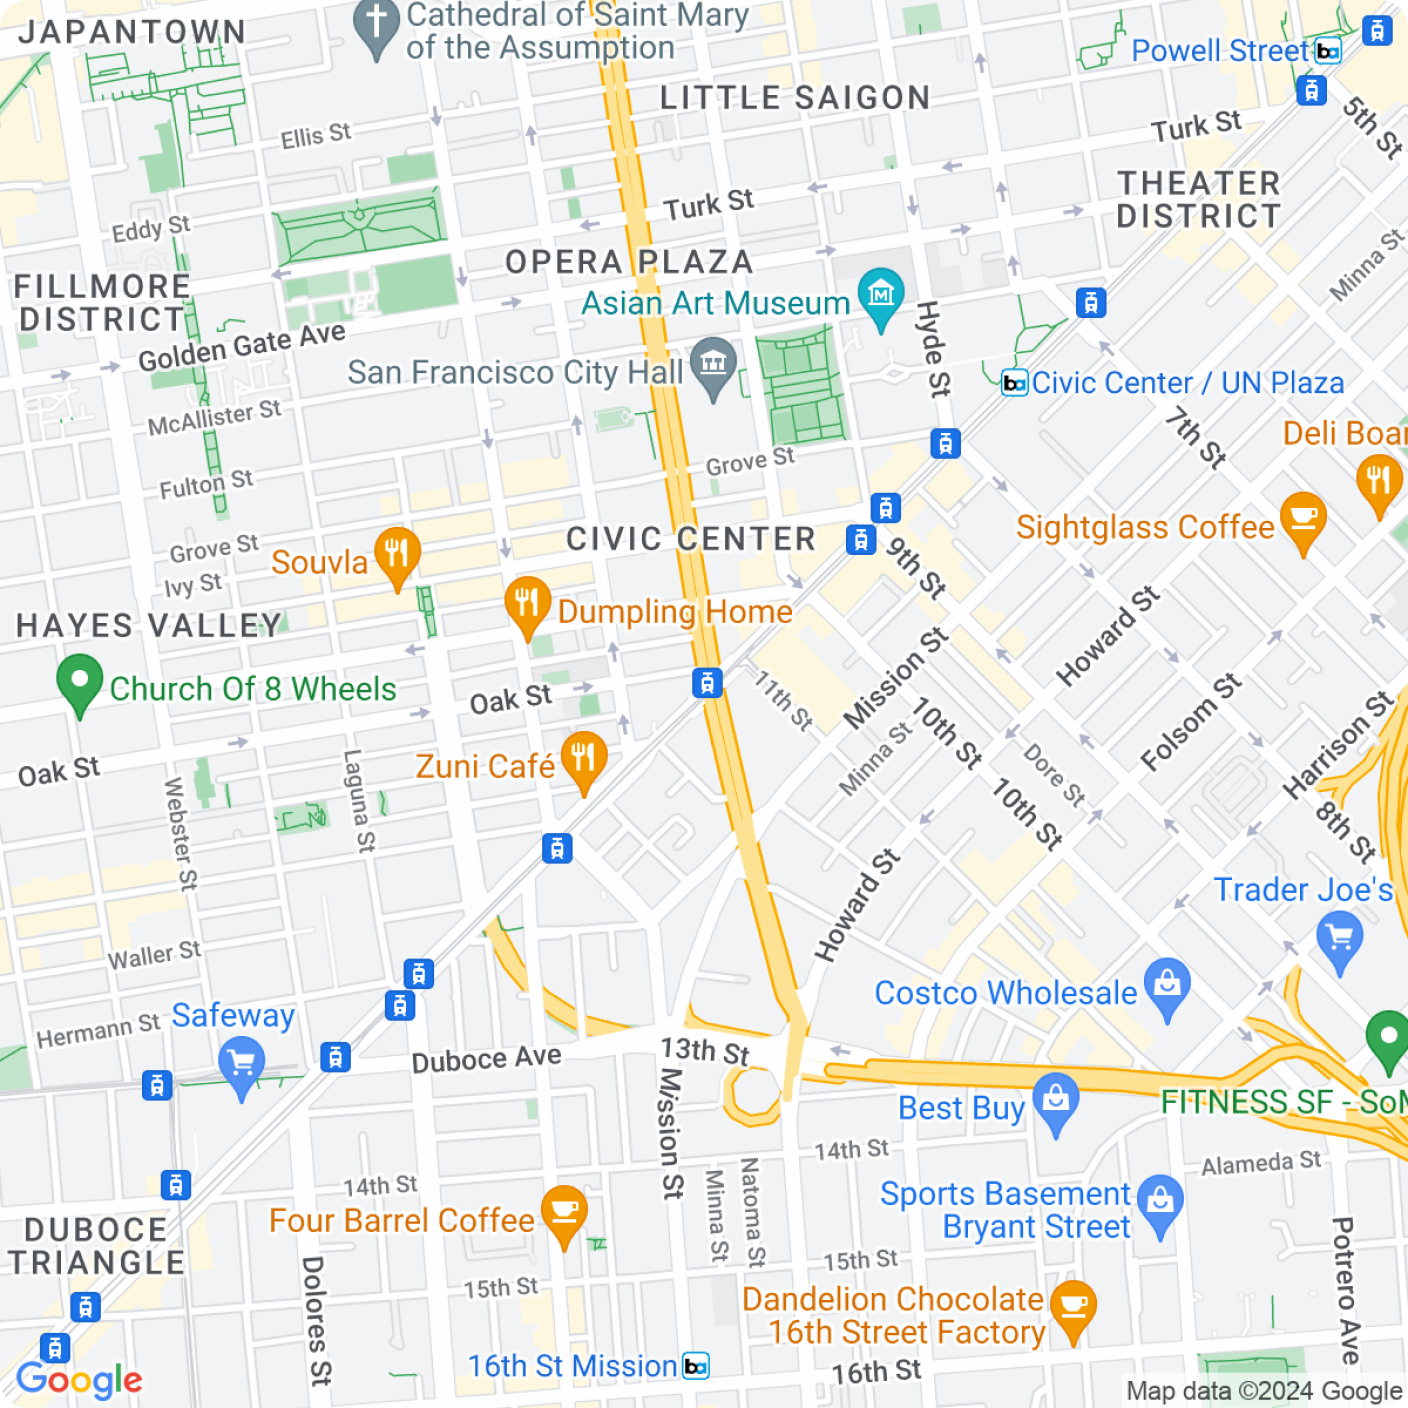 JAPANTOWN
Cathedral of Saint Mary
of the Assumption
Powell Street
ba
LITTLE SAIGON
5th St
Ellis St
Turk St
THEATER
DISTRICT
Turk St
Eddy St
Minna St
OPERA PLAZA
FILLMORE
DISTRICT
Asian Art Museum
Hyde St
Golden Gate Ave
San Francisco City Hall
ba
Civic Center / UN Plaza
McAllister St
7th St
Deli Boar
Grove St
Fulton St
Sightglass Coffee
CIVIC CENTER
Grove St
Souvla
9th St
Ivy St
Howard St
Dumpling Home
HAYES VALLEY
Mission St
Church Of 8 Wheels
Oak St
11th St
10th St
Folsom St
Harrison St
Minna St
Zuni Café
Oak St
Dore St
Laguna St
Webster St
10th St
8th St
Howard St
Trader Joe's
Waller St
Costco Wholesale
Safeway
Hermann St
Duboce Ave
13th St
Mission St
Best Buy
FITNESS SF - SoM
14th St
Alameda St
Minna St
Natoma St
14th St
Sports Basement
Bryant Street
Four Barrel Coffee
DUBOCE
TRIANGLE
Dolores St
Potrero Ave
15th St
15th St
Dandelion Chocolate
16th Street Factory
16th St Mission
ba
16th St
Google
Map data ©2024 Google